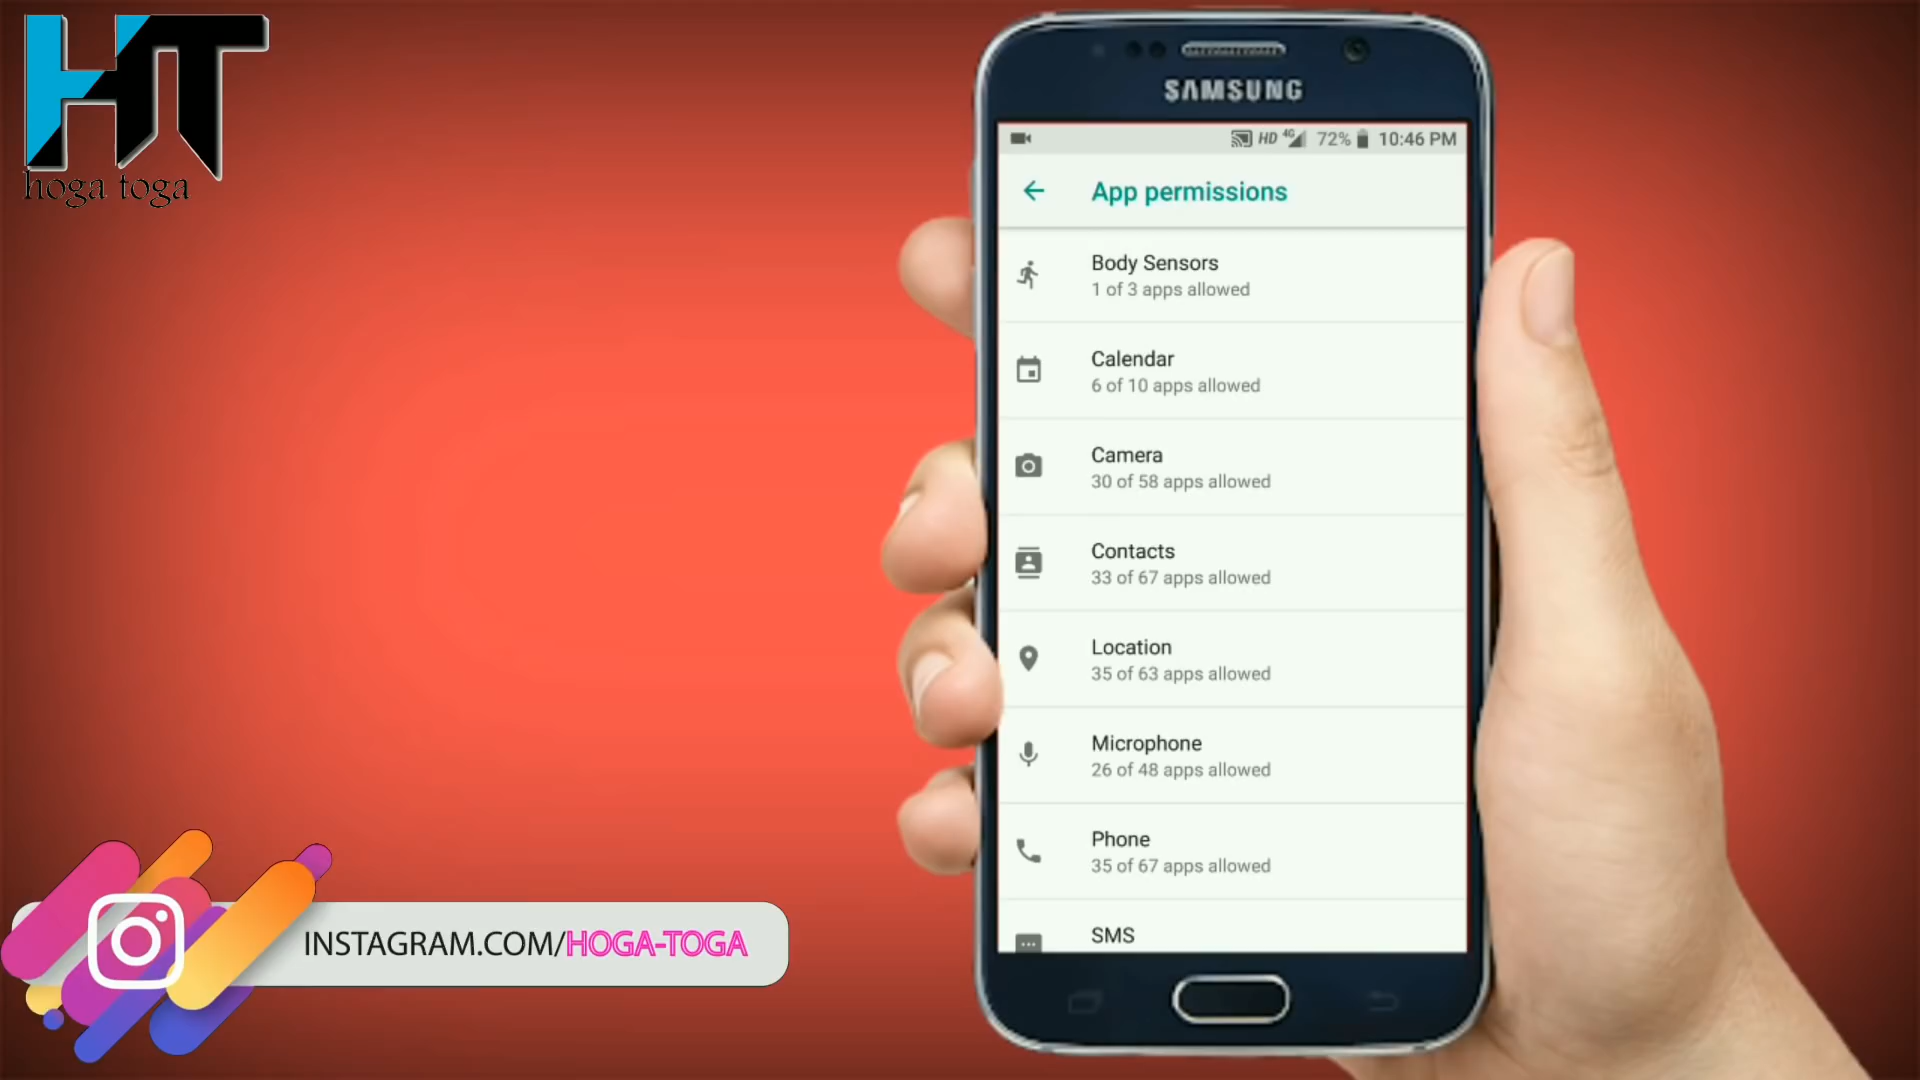 HT
hoga toga
SAMSUNG
HD 4G 72% 10:46 PM
App permissions
Body Sensors
1 of 3 apps allowed
Calendar
6 of 10 apps allowed
Camera
30 of 58 apps allowed
Contacts
33 of 67 apps allowed
Location
35 of 63 apps allowed
Microphone
26 of 48 apps allowed
Phone
35 of 67 apps allowed
SMS
INSTAGRAM.COM/HOGA-TOGA